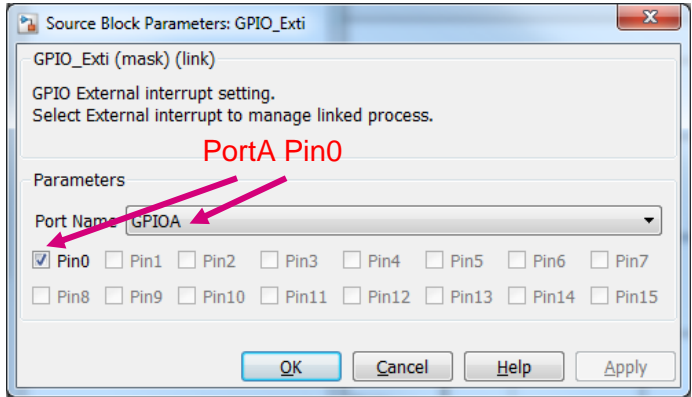 Source Block Parameters: GPIO_Exti
GPIO_Exti (mask) (link)
GPIO External interrupt setting.
Select External interrupt to manage linked process.
PortA Pin0
Parameters
Port Name GPIOA
Pin0 Pin1 Pin2 Pin3 Pin4 Pin5 Pin6 Pin7
Pin8 Pin9 Pin10 Pin11 Pin12 Pin13 Pin14 Pin15
OK Cancel Help Apply